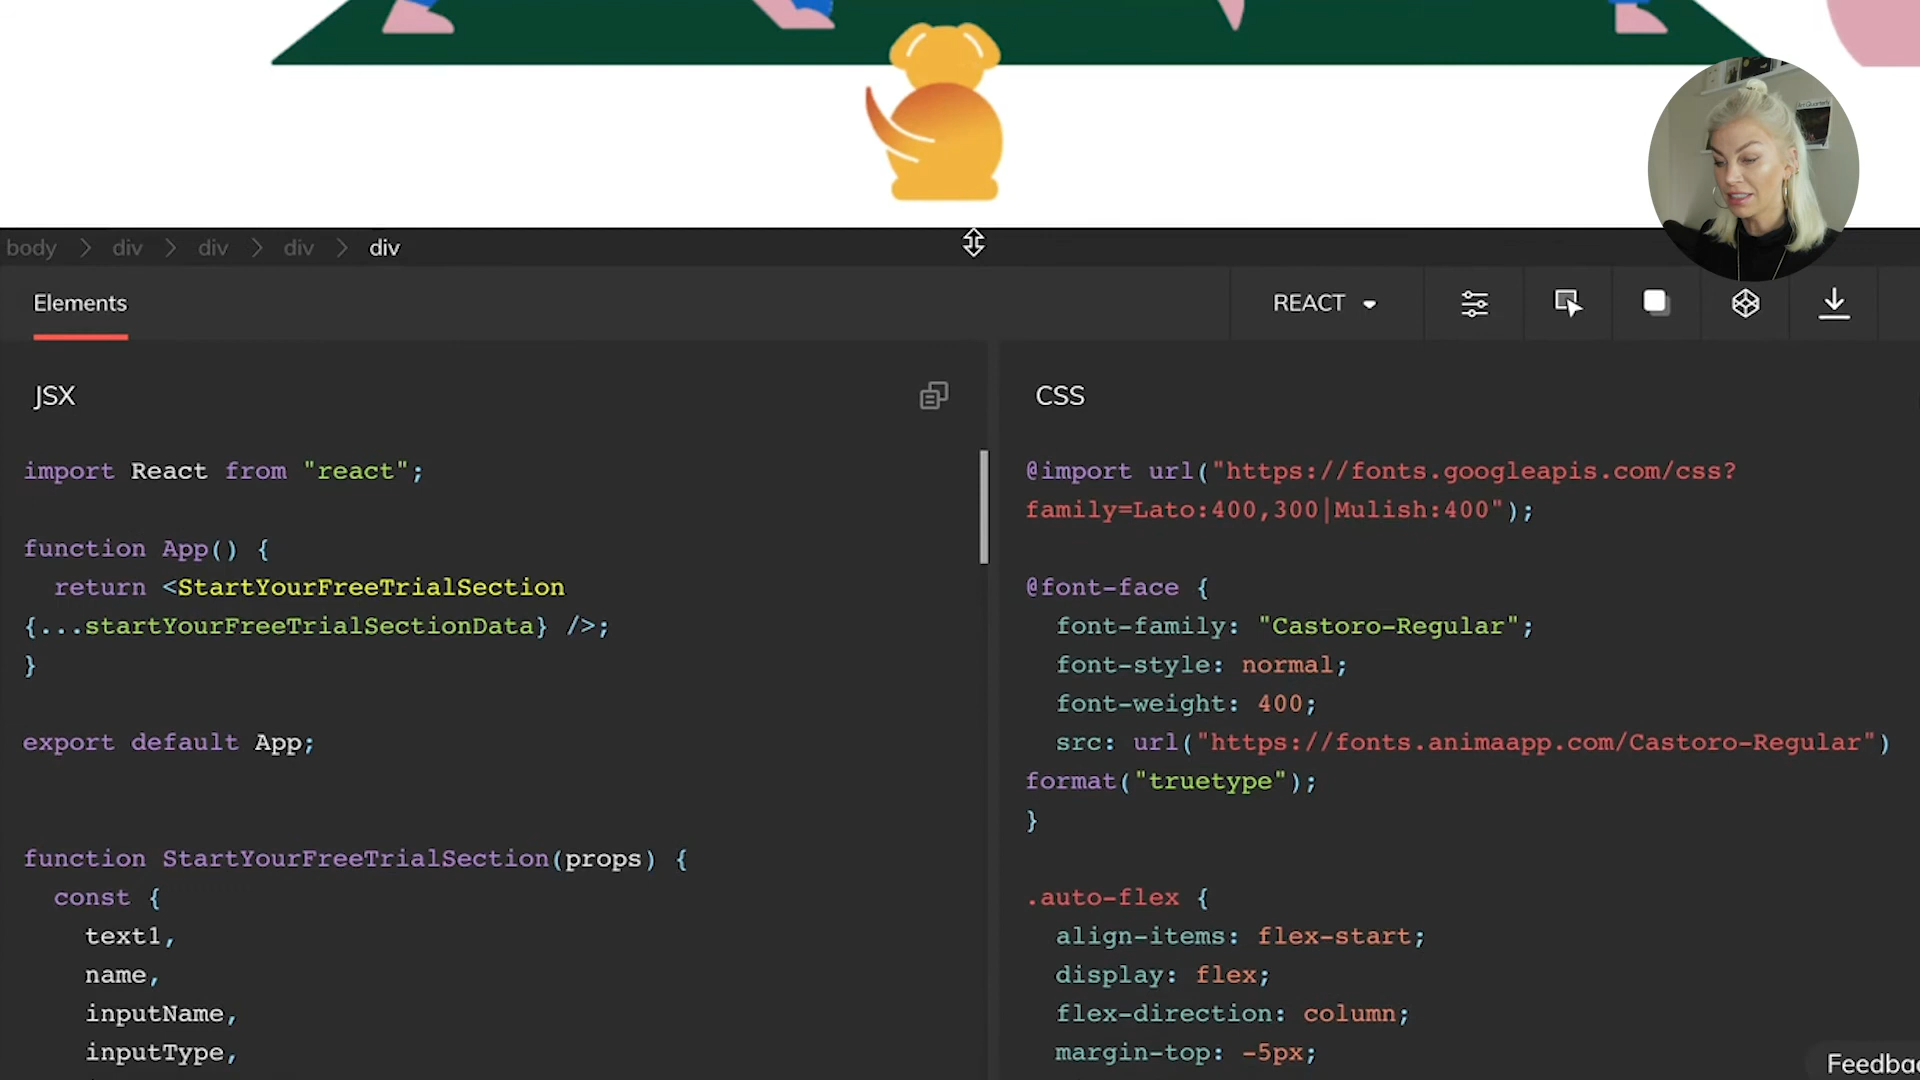 body > div > div > div > div
Elements
REACT
JSX
import React from "react";
function App() {
return <StartYourFreeTrialSection
{...startYourFreeTrialSectionData} />;
}
export default App;
function StartYourFreeTrialSection(props) {
const {
text1,
name,
inputName,
inputType,
CSS
@import url("https://fonts.googleapis.com/css?
family=Lato:400,300|Mulish:400");
@font-face {
font-family: "Castoro-Regular";
font-style: normal;
font-weight: 400;
src: url("https://fonts.animaapp.com/Castoro-Regular")
format("truetype");
}
.auto-flex {
align-items: flex-start;
display: flex;
flex-direction: column;
margin-top: -5px;